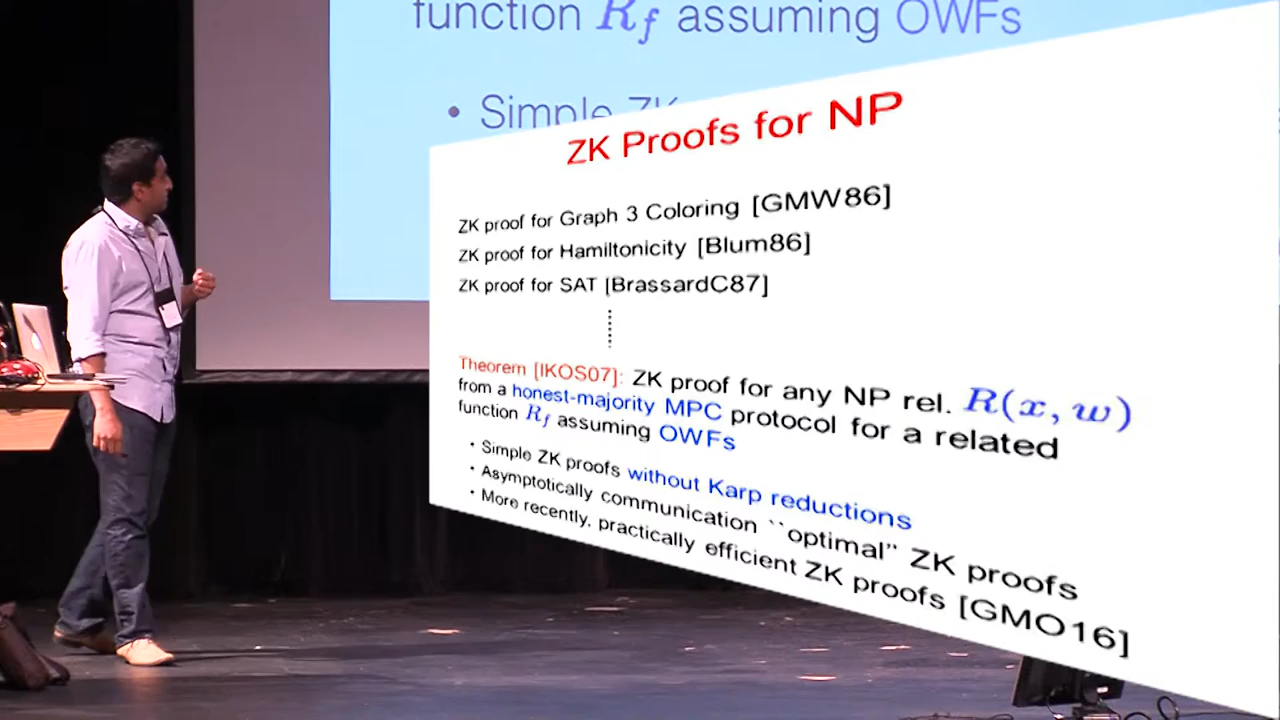 function R_f assuming OWFs
• Simple ZK
ZK Proofs for NP
ZK proof for Graph 3 Coloring [GMW86]
ZK proof for Hamiltonicity [Blum86]
ZK proof for SAT [BrassardC87]
Theorem [IKOS07]: ZK proof for any NP rel. R(x, w)
from a honest-majority MPC protocol for a related
function R_f assuming OWFs
• Simple ZK proofs without Karp reductions
• Asymptotically communication ``optimal'' ZK proofs
• More recently, practically efficient ZK proofs [GMO16]